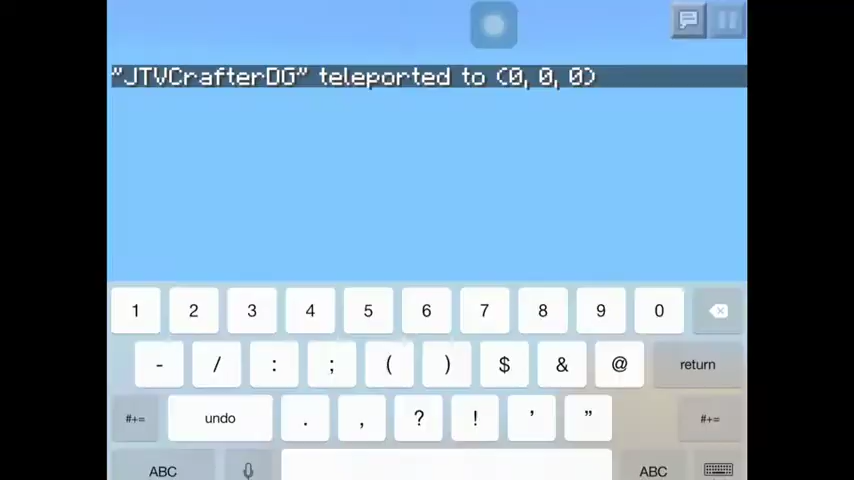 "JTVCrafterDG" teleported to (0, 0, 0)
1 2 3 4 5 6 7 8 9 0
- / : ; ( ) $ & @ return
#+= undo . , ? ! ' " #+=
ABC ABC